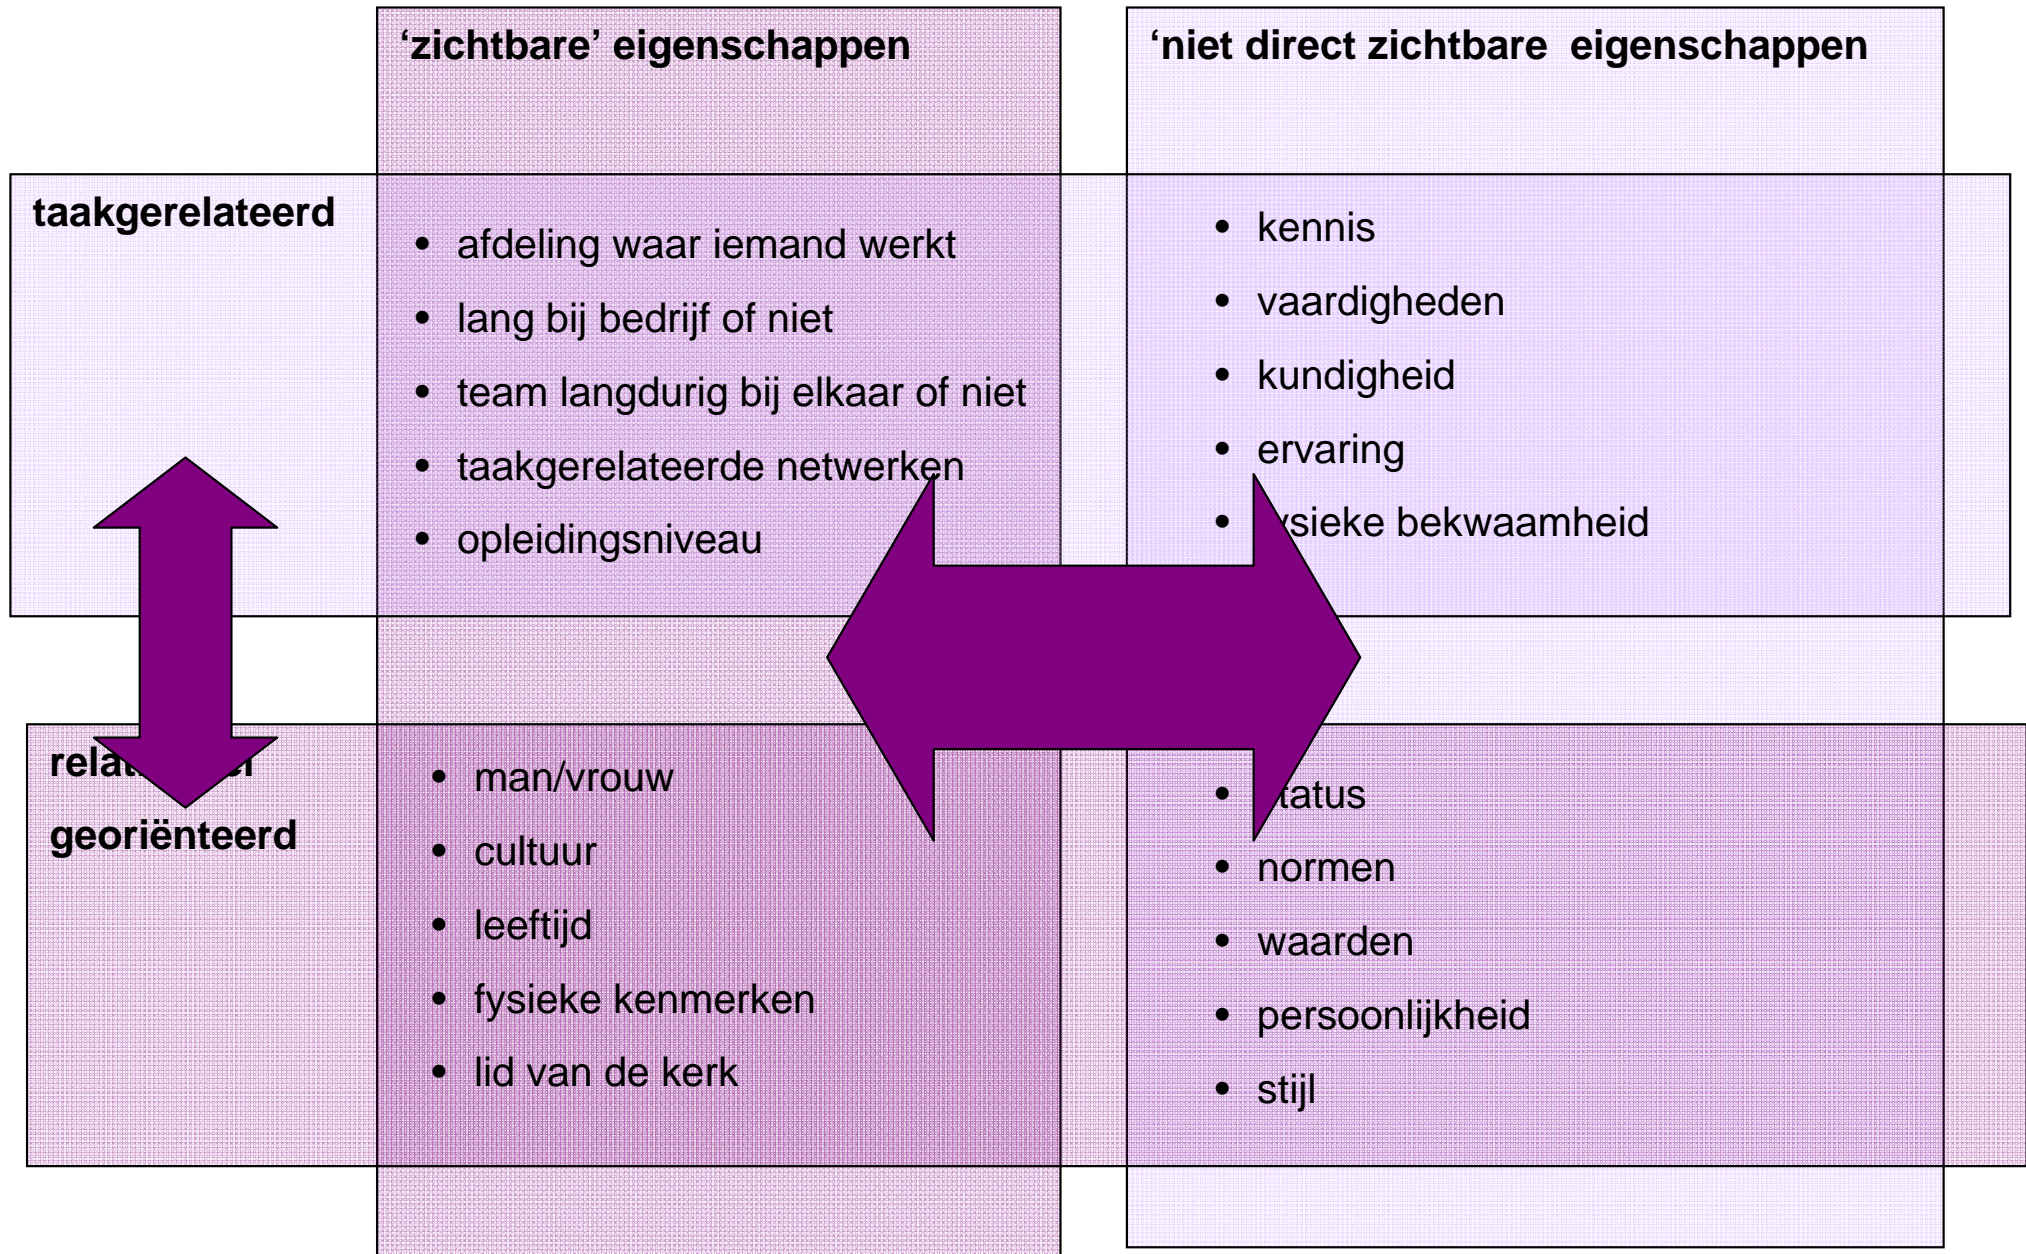 ‘zichtbare’ eigenschappen
‘niet direct zichtbare eigenschappen
taakgerelateerd
• afdeling waar iemand werkt
• lang bij bedrijf of niet
• team langdurig bij elkaar of niet
• taakgerelateerde netwerken
• opleidingsniveau
• kennis
• vaardigheden
• kundigheid
• ervaring
• bekwaamheid
georiënteerd
• man/vrouw
• cultuur
• leeftijd
• fysieke kenmerken
• lid van de kerk
• status
• normen
• waarden
• persoonlijkheid
• stijl